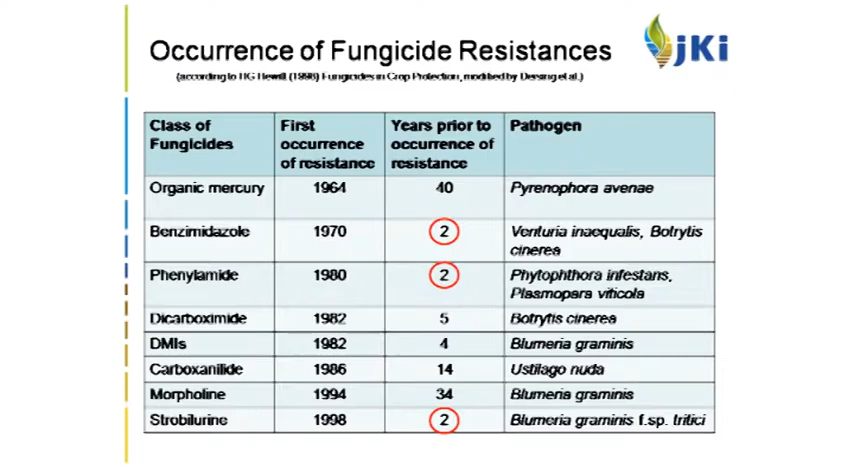 jKi
Occurrence of Fungicide Resistances
(according to HG Hewitt (1998) Fungicides in Crop Protection, modified by et al.)
Class of Fungicides First occurrence of resistance Years prior to occurrence of resistance Pathogen
Organic mercury 1964 40 Pyrenophora avenae
Benzimidazole 1970 2 Venturia inaequalis, Botrytis cinerea
Phenylamide 1980 2 Phytophthora infestans, Plasmopara viticola
Dicarboximide 1982 5 Botrytis cinerea
DMIs 1982 4 Blumeria graminis
Carboxanilide 1986 14 Ustilago nuda
Morpholine 1994 34 Blumeria graminis
Strobilurine 1998 2 Blumeria graminis f.sp. tritici